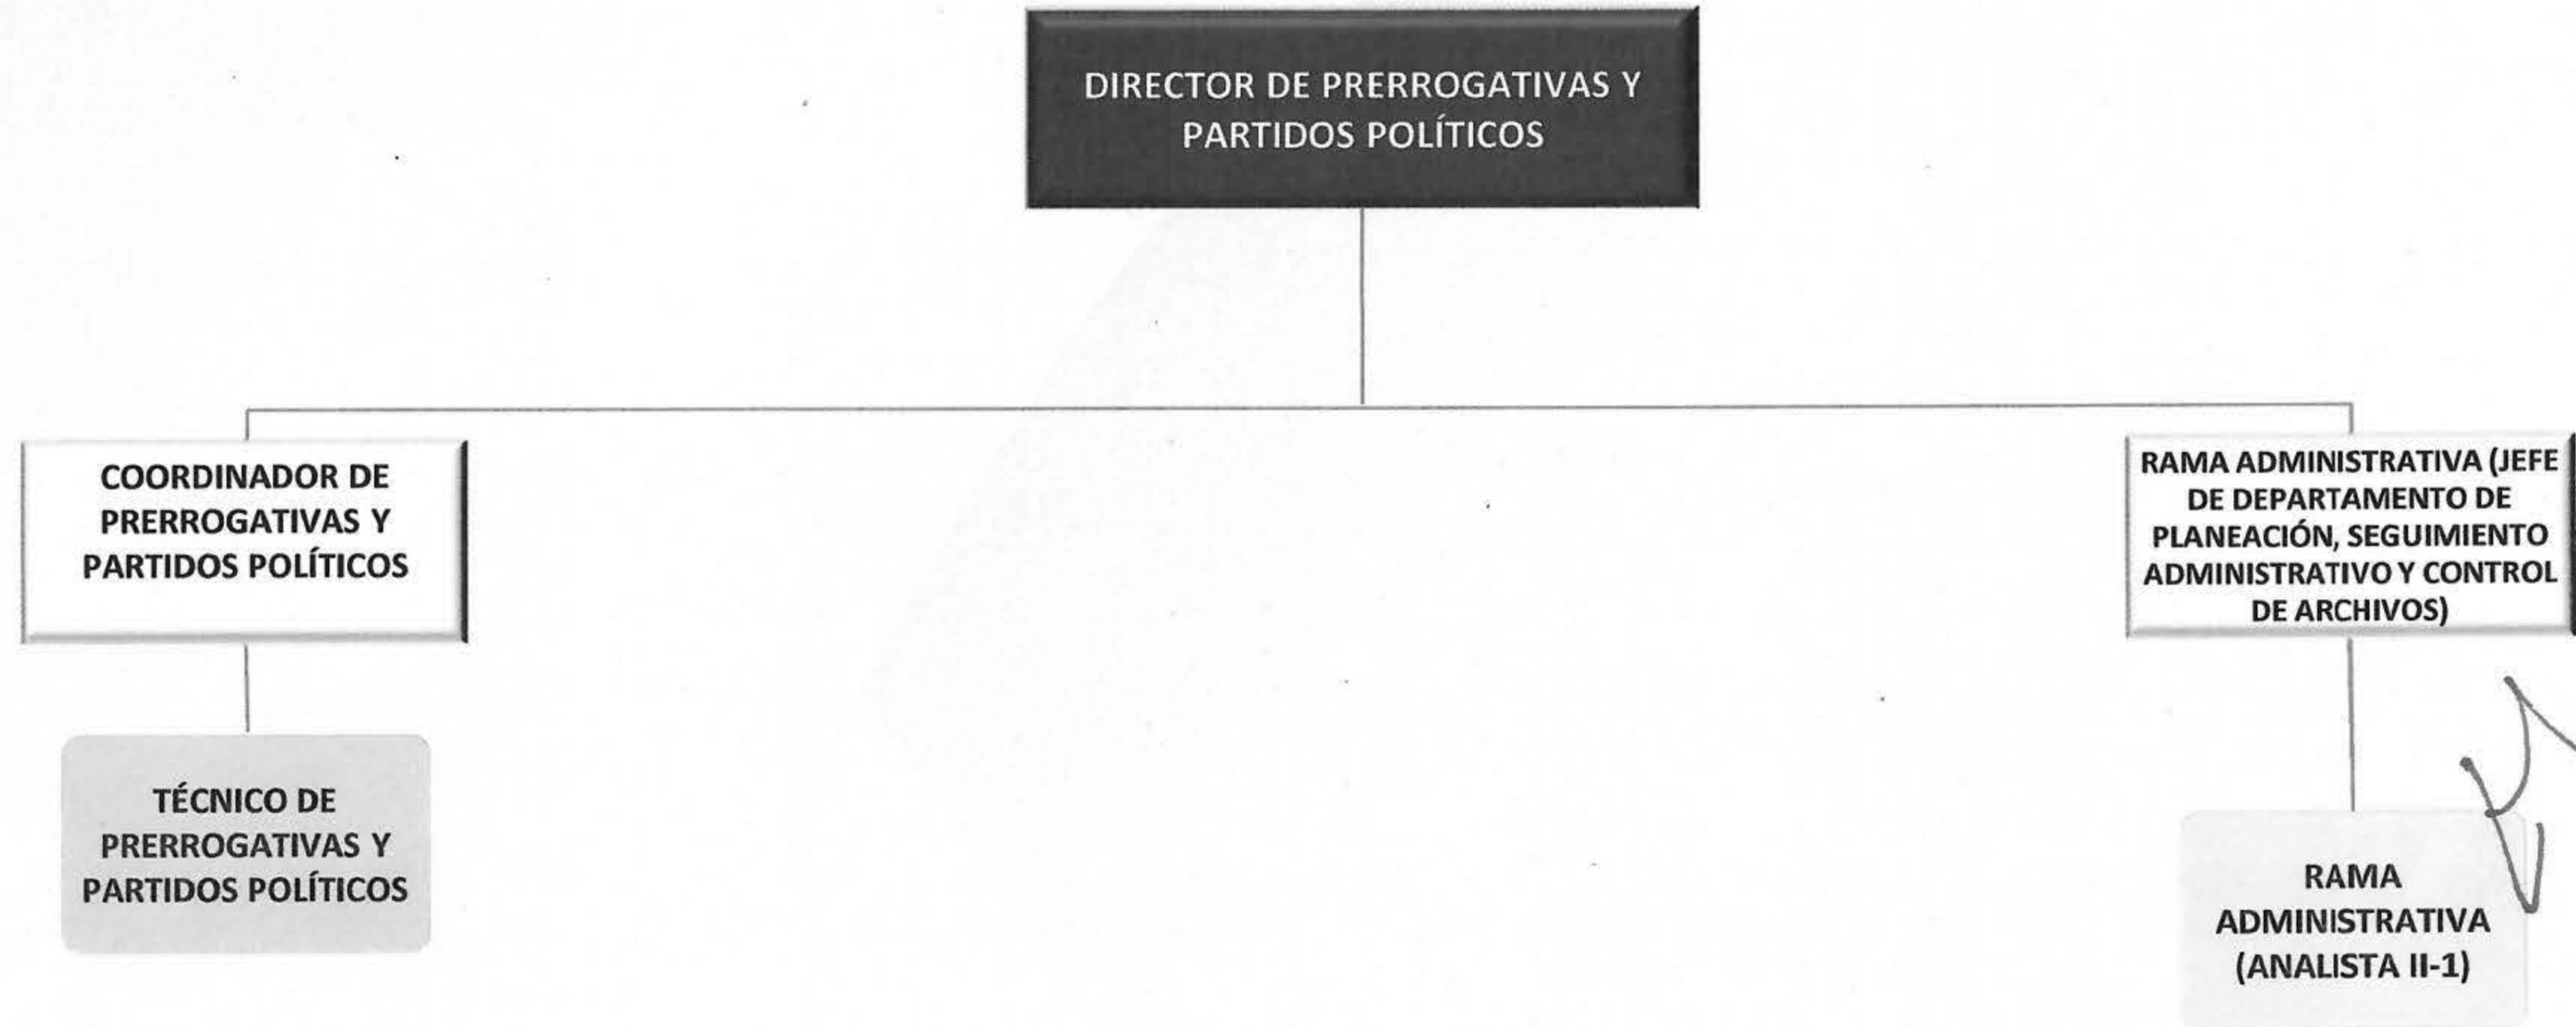 DIRECTOR DE PRERROGATIVAS Y
PARTIDOS POLÍTICOS
COORDINADOR DE
PRERROGATIVAS Y
PARTIDOS POLÍTICOS
RAMA ADMINISTRATIVA (JEFE
DE DEPARTAMENTO DE
PLANEACIÓN, SEGUIMIENTO
ADMINISTRATIVO Y CONTROL
DE ARCHIVOS)
TÉCNICO DE
PRERROGATIVAS Y
PARTIDOS POLÍTICOS
RAMA
ADMINISTRATIVA
(ANALISTA II-1)